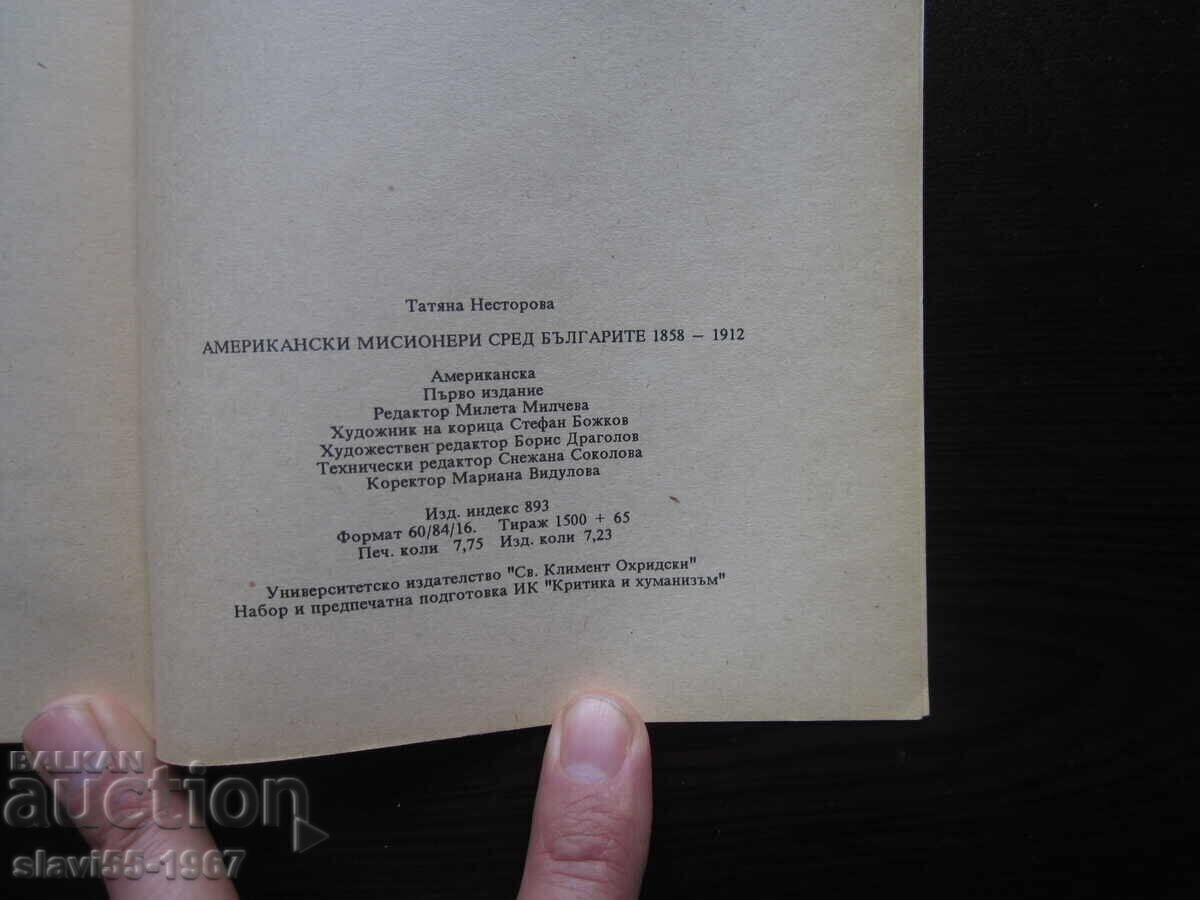 Татяна Несторова
АМЕРИКАНСКИ МИСИОНЕРИ СРЕД БЪЛГАРИТЕ 1858 – 1912
Американска
Първо издание
Редактор Милета Милчева
Художник на корица Стефан Божков
Художествен редактор Борис Драголов
Технически редактор Снежана Соколова
Коректор Мариана Видулова
Изд. индекс 893
Формат 60/84/16. Тираж 1500 + 65
Печ. коли 7,75 Изд. коли 7,23
Университетско издателство "Св. Климент Охридски"
Набор и предпечатна подготовка ИК "Критика и хуманизъм"
BALKAN
auction
slavi55-1967